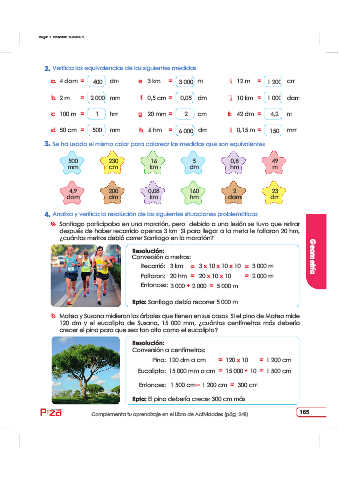 2. Verifica las equivalencias de las siguientes medidas
a. 4 dam = 400 dm e 3 km = 3 000 m i 12 m = 1 200 cm
b. 2 m = 2 000 mm f 0,5 cm = 0,05 dm j 10 km = 1 000 dam
c 100 m = 1 hm g 20 mm = 2 cm k 42 dm = 4,2 m
d. 50 cm = 500 mm h 6 hm = 6 000 dm l 0,15 m = 150 mm
3. Se ha usado el mismo color para colorear las medidas que son equivalentes
500 mm 230 cm 16 km 5 dm 0,8 hm 49 m
4,9 dam 200 dm 0,08 km 160 hm 2 dam 23 dm
4. Analiza y verifica la resolución de las siguientes situaciones problemáticas
Santiago participaba en una maratón, pero debido a una lesión se tuvo que retirar
después de haber recorrido apenas 3 km Si para llegar a la meta le faltaron 20 hm,
¿cuántos metros debió correr Santiago en la maratón?
Resolución:
Conversión a metros:
Recorrió: 3 km = 3 x 10 x 10 x 10 = 3 000 m
Faltaron: 20 hm = 20 x 10 x 10 = 2 000 m
Entonces: 3 000 + 2 000 = 5 000 m
Rpta: Santiago debía recorrer 5 000 m
Mateo y Susana midieron los árboles que tienen en sus casas Si el pino de Mateo mide
120 dm y el eucalipto de Susana, 15 000 mm, ¿cuántos centímetros más debería
crecer el pino para que sea tan alto como el eucalipto?
Resolución:
Conversión a centímetros:
Pino: 120 dm a cm = 120 x 10 = 1 200 cm
Eucalipto: 15 000 mm a cm = 15 000 ÷ 10 = 1 500 cm
Entonces: 1 500 cm – 1 200 cm = 300 cm
Rpta: El pino debería crecer 300 cm más
Geometría
Complementa tu aprendizaje en el Libro de Actividades
165